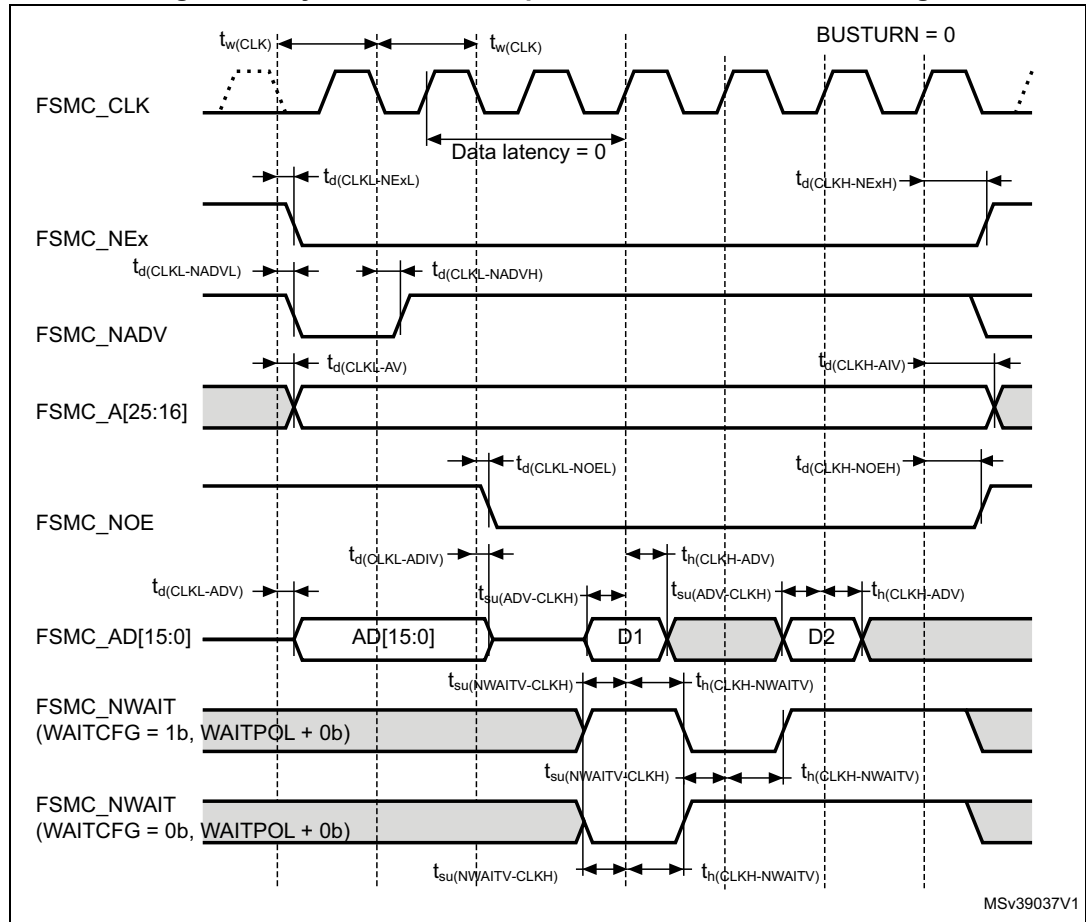 BUSTURN = 0
tw(CLK) tw(CLK)
FSMC_CLK
Data latency = 0
td(CLKL-NExL) td(CLKH-NExH)
FSMC_NEx
td(CLKL-NADVL) td(CLKL-NADVH)
FSMC_NADV
td(CLKL-AV) td(CLKH-AIV)
FSMC_A[25:16]
td(CLKL-NOEL) td(CLKH-NOEH)
FSMC_NOE
td(CLKL-ADIV) th(CLKH-ADV)
td(CLKL-ADV) tsu(ADV-CLKH) tsu(ADV-CLKH) th(CLKH-ADV)
FSMC_AD[15:0] AD[15:0] D1 D2
tsu(NWAITV-CLKH) th(CLKH-NWAITV)
FSMC_NWAIT
(WAITCFG = 1b, WAITPOL + 0b)
tsu(NWAITV-CLKH) th(CLKH-NWAITV)
FSMC_NWAIT
(WAITCFG = 0b, WAITPOL + 0b)
tsu(NWAITV-CLKH) th(CLKH-NWAITV)
MSv39037V1